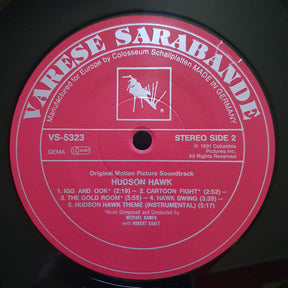 VARESE SARABANDE
Manufactured for Europe by Colosseum Schallplatten MADE IN GERMANY
VS-5323
GEMA
STEREO SIDE 2
℗ 1991 Columbia
Pictures Inc.
All Rights Reserved.
Original Motion Picture Soundtrack
HUDSON HAWK
1. IGG AND OOK* (2:19) – 2. CARTOON FIGHT* (2:52) –
3. THE GOLD ROOM* (5:55) – 4. HAWK SWING (3:39) –
5. HUDSON HAWK THEME (INSTRUMENTAL) (5:17)
*Music Composed and Conducted by
MICHAEL KAMEN
with ROBERT KRAFT